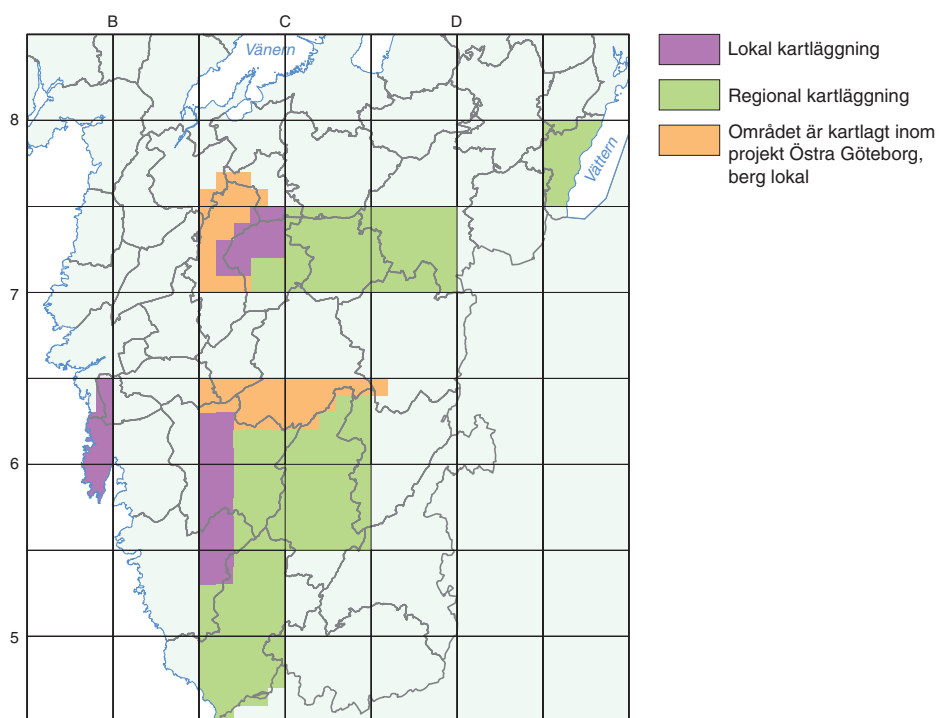 B
C
D
Vänern
Lokal kartläggning
Regional kartläggning
8
Området är kartlagt inom
projekt Östra Göteborg,
berg lokal
Vättern
7
6
5